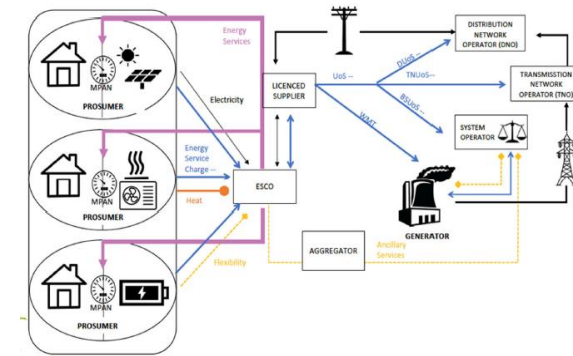 Energy
Services
MPAN
PROSUMER
Electricity
MPAN
PROSUMER
Energy
Service
Charge --
Heat
MPAN
PROSUMER
Flexibility
ESCO
LICENCED
SUPPLIER
UoS --
DUoS --
TNUoS--
BSUoS --
WMT
DISTRIBUTION
NETWORK
OPERATOR (DNO)
TRANSMISSTION
NETWORK
OPERATOR (TNO)
SYSTEM
OPERATOR
GENERATOR
AGGREGATOR
Ancillary
Services